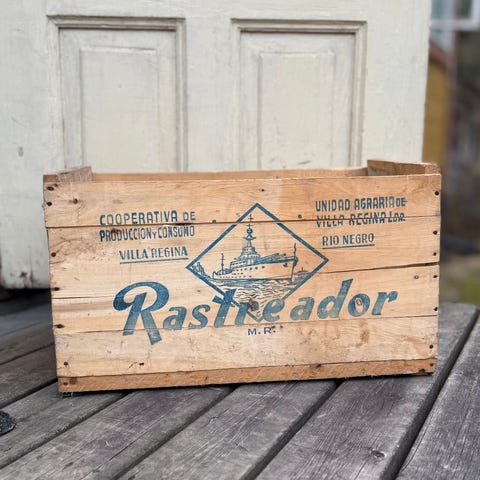 COOPERATIVA DE
PRODUCCION Y CONSUMO
VILLA REGINA
UNIDAD AGRARIA DE
VILLA REGINA LDA.
RIO NEGRO
Rastreador
M.R.